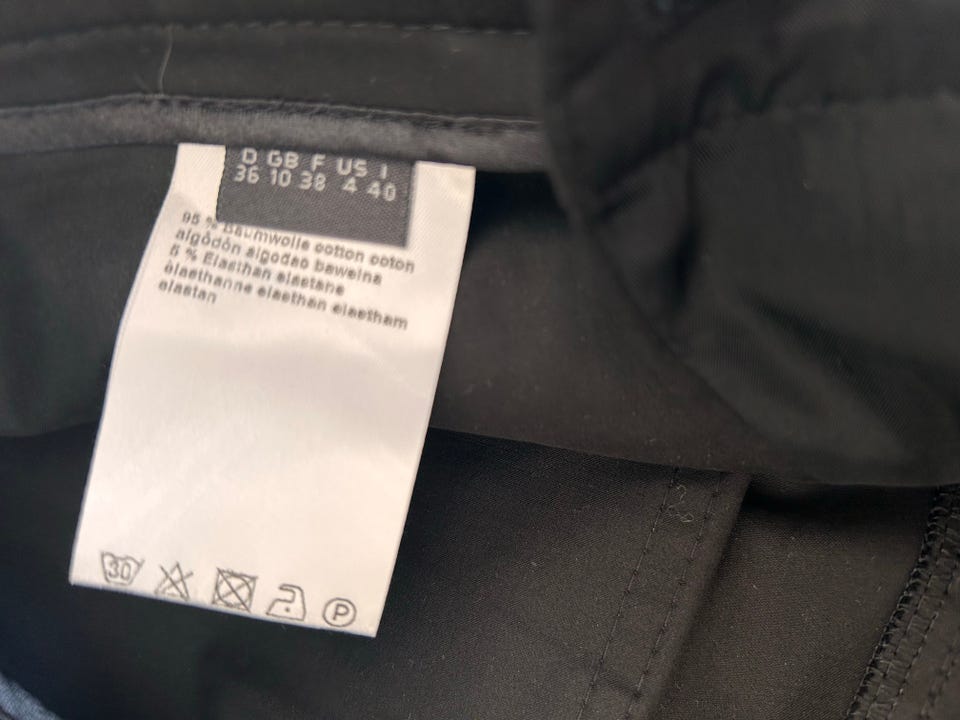 D GB F US I
36 10 38 4 40
95 % Baumwolle cotton coton
algodón algodao bawelna
5 % Elasthan elastane
élasthanne elasthan elastham
elastan
30
P